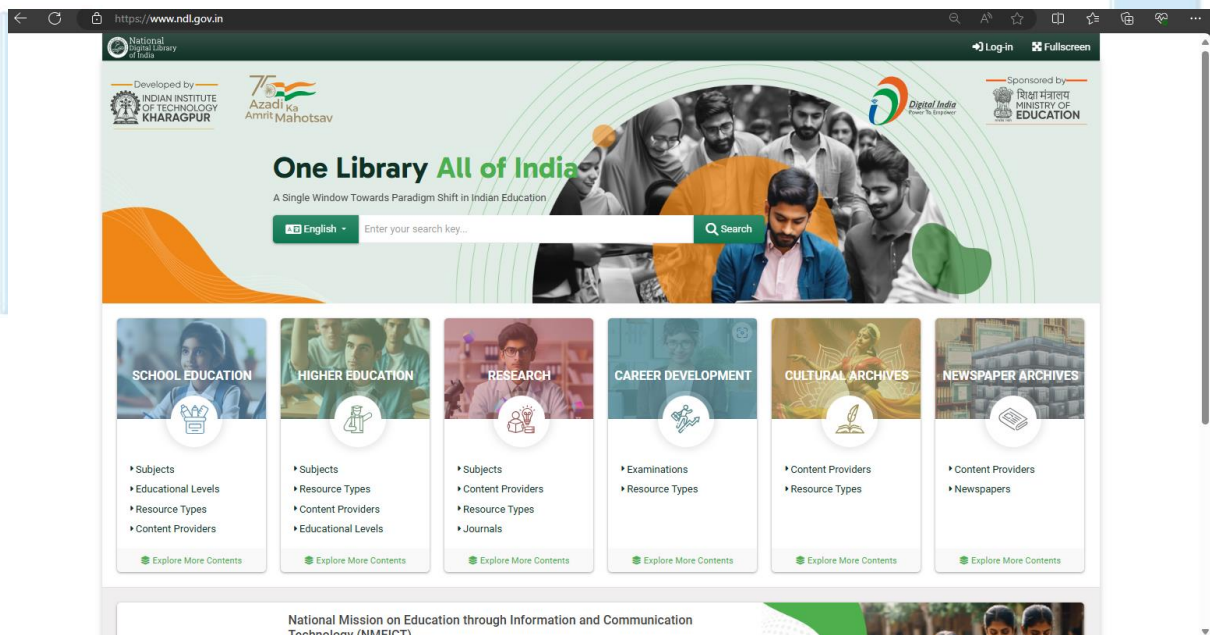 https://www.ndl.gov.in
National
Digital Library
of India
Log-in
Fullscreen
Developed by
INDIAN INSTITUTE
OF TECHNOLOGY
KHARAGPUR
75
Azadi Ka
Amrit Mahotsav
Digital India
Power To Empower
Sponsored by
शिक्षा मंत्रालय
MINISTRY OF
EDUCATION
One Library All of India
A Single Window Towards Paradigm Shift in Indian Education
English
Enter your search key...
Search
SCHOOL EDUCATION
Subjects
Educational Levels
Resource Types
Content Providers
Explore More Contents
HIGHER EDUCATION
Subjects
Resource Types
Content Providers
Educational Levels
Explore More Contents
RESEARCH
Subjects
Content Providers
Resource Types
Journals
Explore More Contents
CAREER DEVELOPMENT
Examinations
Resource Types
Explore More Contents
CULTURAL ARCHIVES
Content Providers
Resource Types
Explore More Contents
NEWSPAPER ARCHIVES
Content Providers
Newspapers
Explore More Contents
National Mission on Education through Information and Communication
Technology (NMEICT)